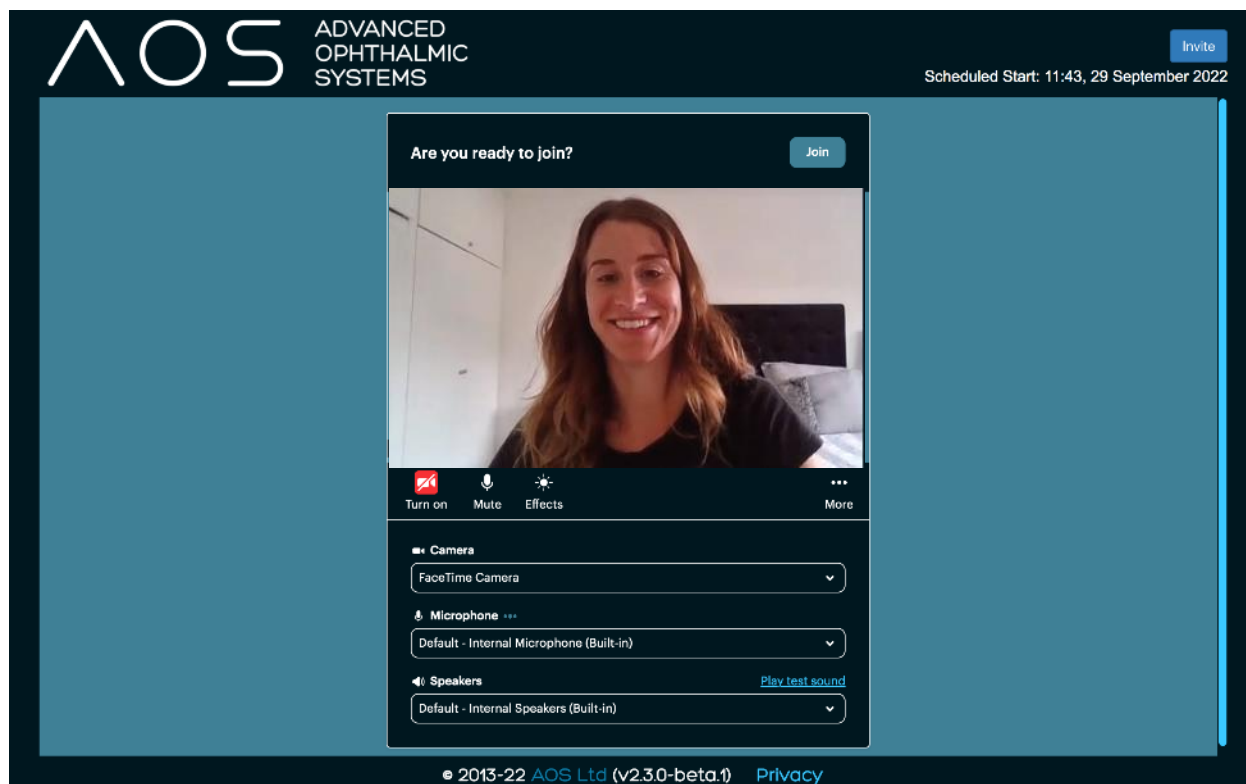 AOS
ADVANCED
OPHTHALMIC
SYSTEMS
Invite
Scheduled Start: 11:43, 29 September 2022
Are you ready to join?
Join
Turn on
Mute
Effects
More
Camera
FaceTime Camera
Microphone
Default - Internal Microphone (Built-in)
Speakers
Play test sound
Default - Internal Speakers (Built-in)
© 2013-22 AOS Ltd (v2.3.0-beta.1) Privacy